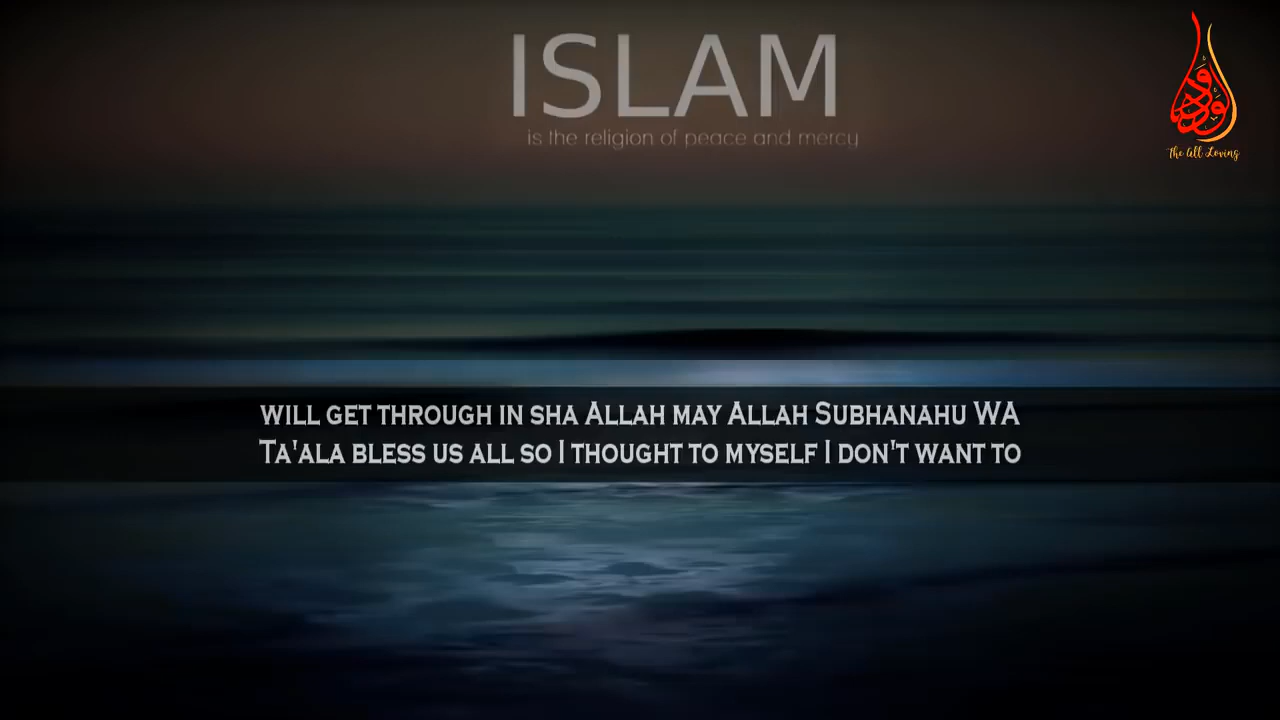 ISLAM
is the religion of peace and mercy
الودود
The All Loving
WILL GET THROUGH IN SHA ALLAH MAY ALLAH SUBHANAHU WA
TA'ALA BLESS US ALL SO I THOUGHT TO MYSELF I DON'T WANT TO